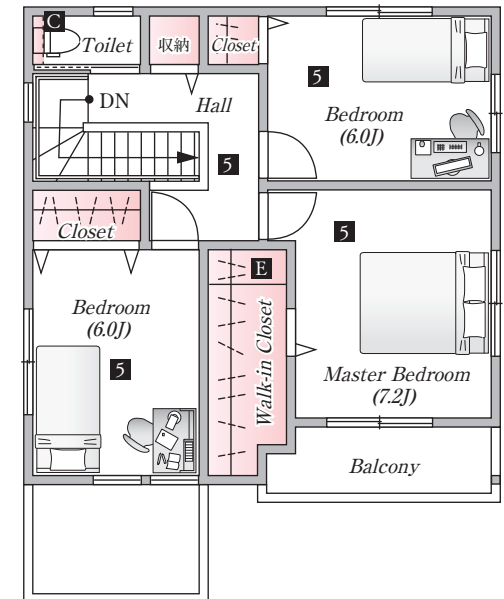 C
Toilet
収納
Closet
5
DN
Hall
Bedroom
(6.0J)
5
Closet
5
E
Bedroom
(6.0J)
5
Walk-in Closet
Master Bedroom
(7.2J)
Balcony